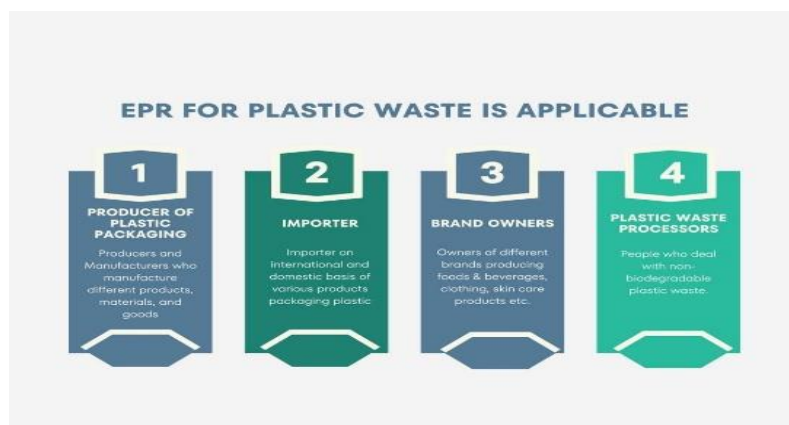 EPR FOR PLASTIC WASTE IS APPLICABLE
1
PRODUCER OF
PLASTIC
PACKAGING
Producers and
Manufacturers who
manufacture
different products,
materials, and
goods
2
IMPORTER
Importer on
International and
domestic basis of
various products
packaging plastic
3
BRAND OWNERS
Owners of different
brands producing
foods & beverages,
clothing, skin care
products etc.
4
PLASTIC WASTE
PROCESSORS
People who deal
with non-
biodegradable
plastic waste.